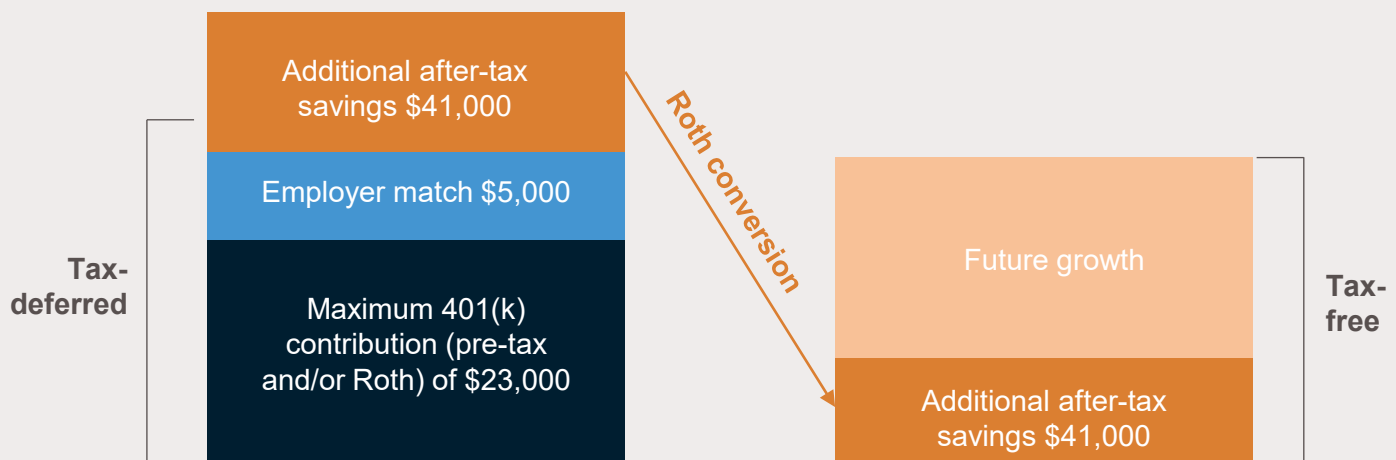 Additional after-tax
savings $41,000
Employer match $5,000
Maximum 401(k)
contribution (pre-tax
and/or Roth) of $23,000
Tax-
deferred
Roth conversion
Future growth
Additional after-tax
savings $41,000
Tax-
free